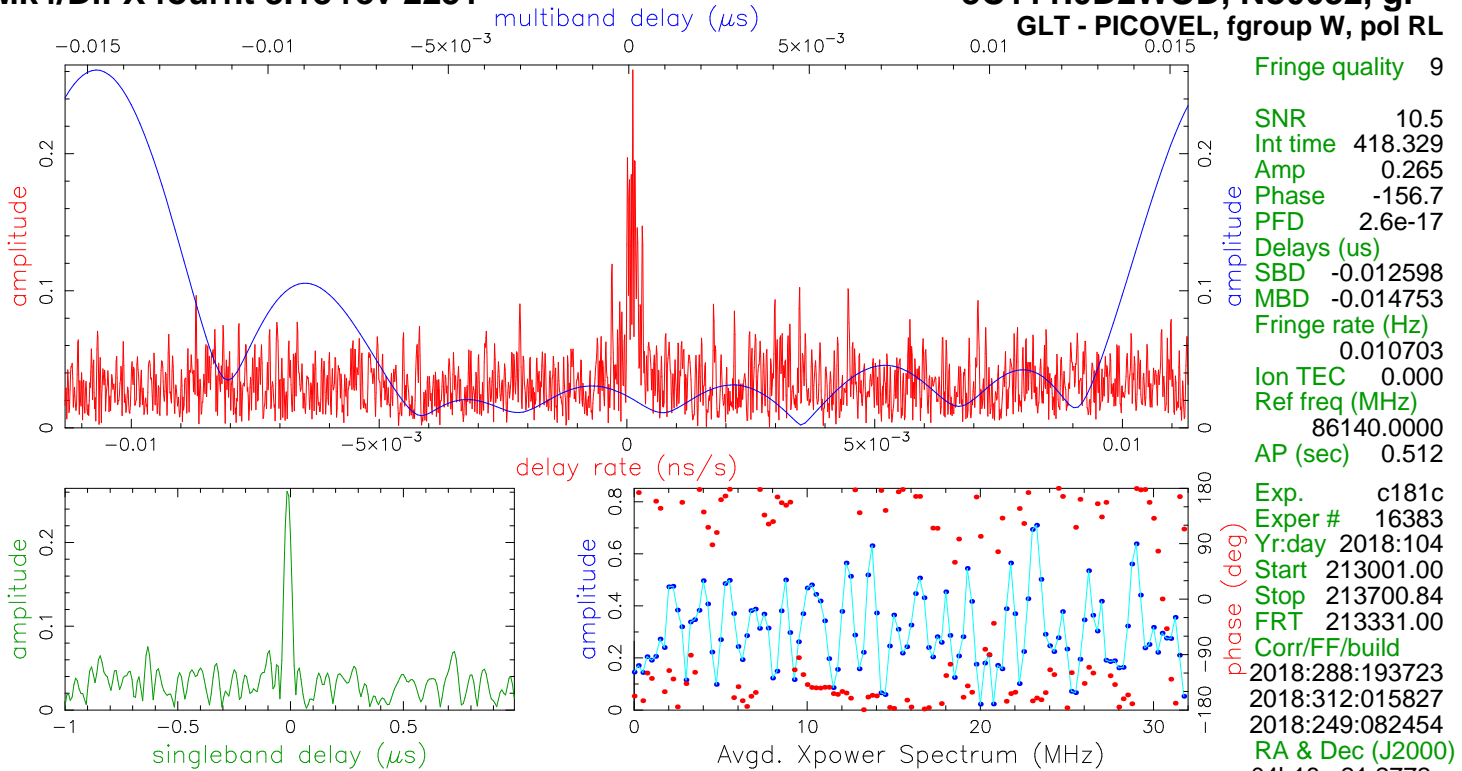 multiband delay (μs)
GLT - PICOVEL, fgroup W, pol RL
−0.015 −0.01 −5×10⁻³ 0 5×10⁻³ 0.01 0.015
amplitude
0 0.1 0.2
0 0.1 0.2
amplitude
−0.01 −5×10⁻³ 0 5×10⁻³ 0.01
delay rate (ns/s)
Fringe quality 9
SNR 10.5
Int time 418.329
Amp 0.265
Phase -156.7
PFD 2.6e-17
Delays (us)
SBD -0.012598
MBD -0.014753
Fringe rate (Hz)
0.010703
Ion TEC 0.000
Ref freq (MHz)
86140.0000
AP (sec) 0.512
Exp. c181c
Exper # 16383
Yr:day 2018:104
Start 213001.00
Stop 213700.84
FRT 213331.00
Corr/FF/build
2018:288:193723
2018:312:015827
2018:249:082454
RA & Dec (J2000)
amplitude
0 0.1 0.2
−1 −0.5 0 0.5
singleband delay (μs)
amplitude
0 0.2 0.4 0.6 0.8
0 10 20 30
Avgd. Xpower Spectrum (MHz)
−180 −90 0 90 180
phase (deg)